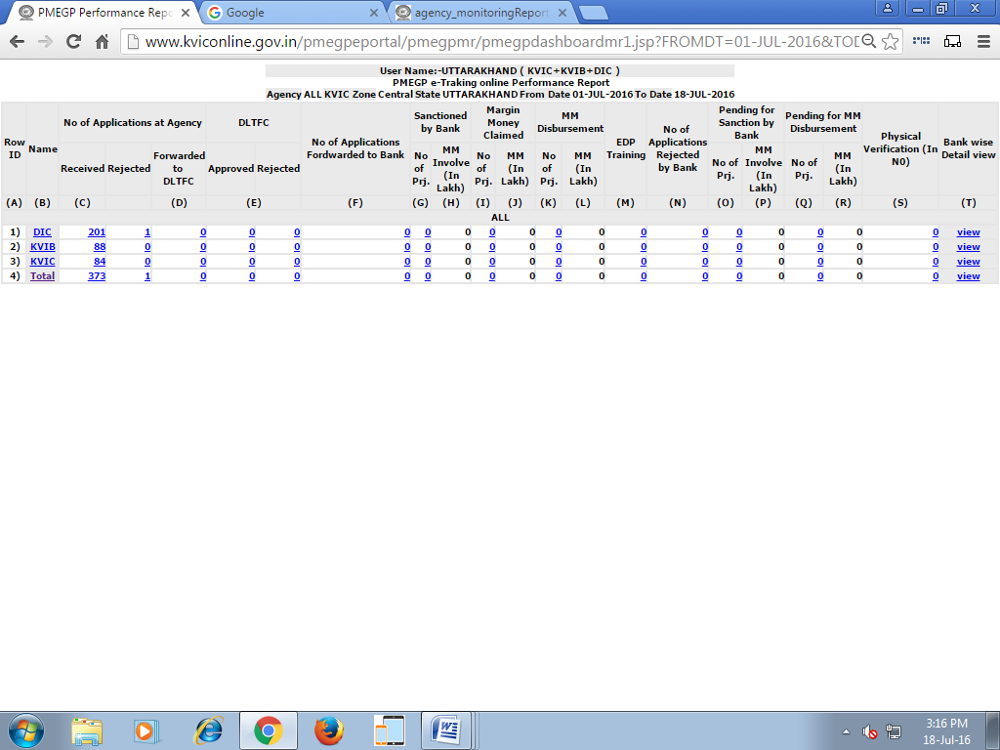 PMEGP Performance Repo
Google
agency_monitoringReport
www.kviconline.gov.in/pmegpeportal/pmegpmr/pmegpdashboardmr1.jsp?FROMDT=01-JUL-2016&TOD
User Name:-UTTARAKHAND ( KVIC+KVIB+DIC )
PMEGP e-Traking online Performance Report
Agency ALL KVIC Zone Central State UTTARAKHAND From Date 01-JUL-2016 To Date 18-JUL-2016
Row ID Name No of Applications at Agency DLTFC No of Applications Fordwarded to Bank Sanctioned by Bank Margin Money Claimed MM Disbursement EDP Training No of Applications Rejected by Bank Pending for Sanction by Bank Pending for MM Disbursement Physical Verification (In N0) Bank wise Detail view
Received Rejected Forwarded to DLTFC Approved Rejected No of Prj. MM Involve (In Lakh) No of Prj. MM (In Lakh) No of Prj. MM (In Lakh) No of Prj. MM Involve (In Lakh) No of Prj. MM (In Lakh)
(A) (B) (C) (D) (E) (F) (G) (H) (I) (J) (K) (L) (M) (N) (O) (P) (Q) (R) (S) (T)
ALL
1) DIC 201 1 0 0 0 0 0 0 0 0 0 0 0 0 0 0 0 0 0 view
2) KVIB 88 0 0 0 0 0 0 0 0 0 0 0 0 0 0 0 0 0 0 view
3) KVIC 84 0 0 0 0 0 0 0 0 0 0 0 0 0 0 0 0 0 0 view
4) Total 373 1 0 0 0 0 0 0 0 0 0 0 0 0 0 0 0 0 0 view
3:16 PM
18-Jul-16